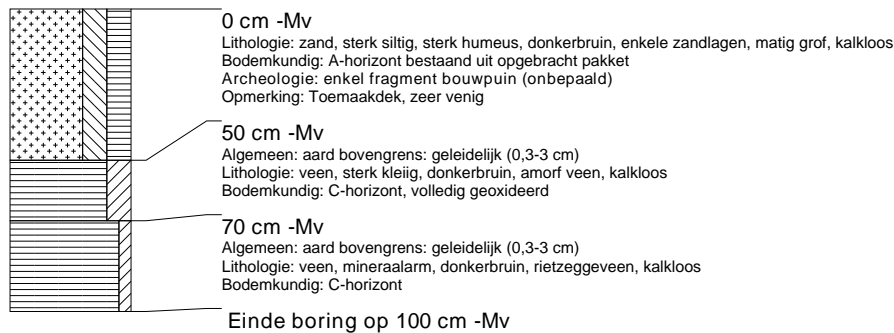 0 cm -Mv
Lithologie: zand, sterk siltig, sterk humeus, donkerbruin, enkele zandlagen, matig grof, kalkloos
Bodemkundig: A-horizont bestaand uit opgebracht pakket
Archeologie: enkel fragment bouwpuin (onbepaald)
Opmerking: Toemaakdek, zeer venig
50 cm -Mv
Algemeen: aard bovengrens: geleidelijk (0,3-3 cm)
Lithologie: veen, sterk kleiig, donkerbruin, amorf veen, kalkloos
Bodemkundig: C-horizont, volledig geoxideerd
70 cm -Mv
Algemeen: aard bovengrens: geleidelijk (0,3-3 cm)
Lithologie: veen, mineraalarm, donkerbruin, rietzeggeveen, kalkloos
Bodemkundig: C-horizont
Einde boring op 100 cm -Mv